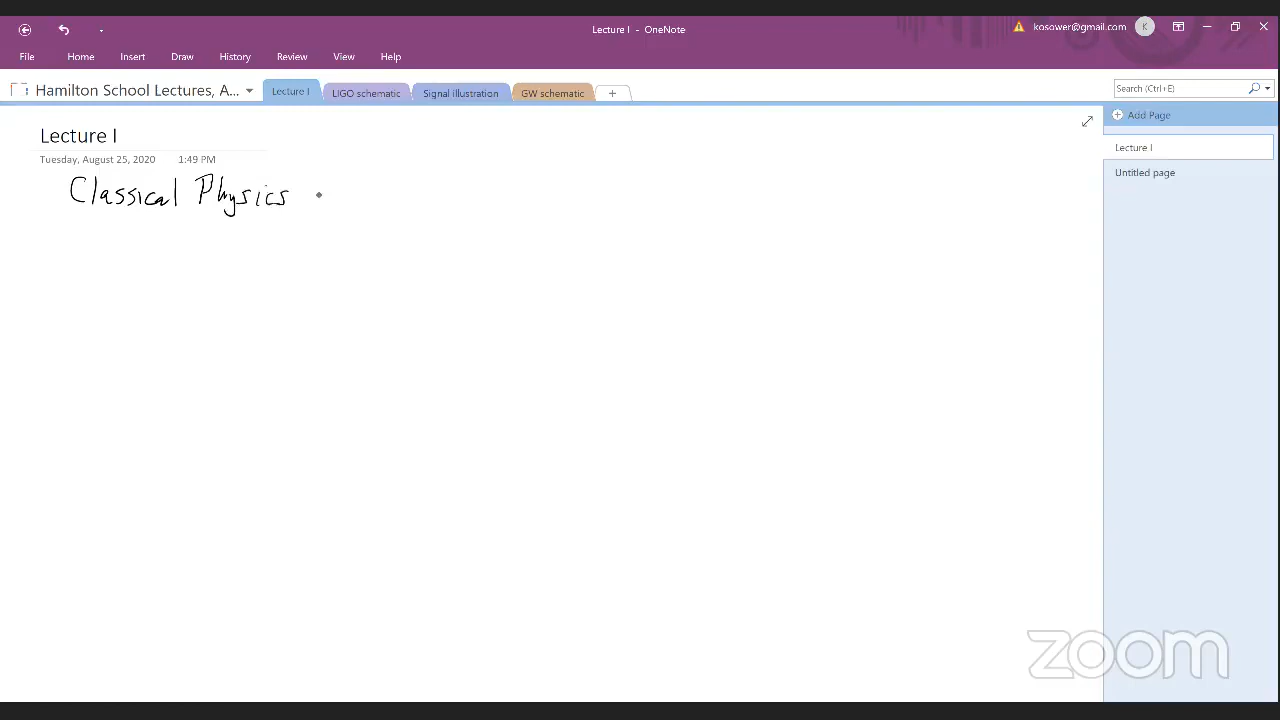 Lecture I - OneNote
kosower@gmail.com
K
File Home Insert Draw History Review View Help
Hamilton School Lectures, A...
Lecture I
LIGO schematic
Signal illustration
GW schematic
+
Search (Ctrl+E)
Add Page
Lecture I
Untitled page
Lecture I
Tuesday, August 25, 2020 1:49 PM
Classical Physics
zoom